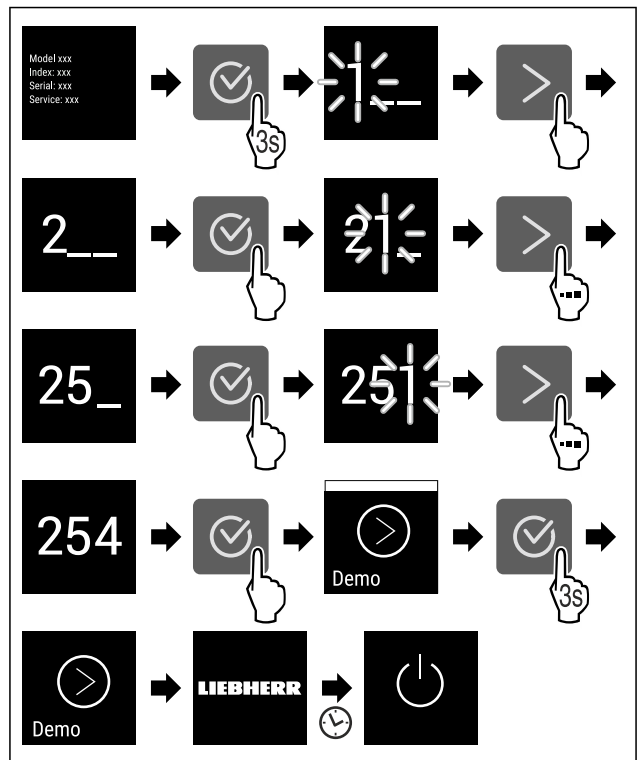 Model xxx
Index: xxx
Serial: xxx
Service: xxx
3s
1__
2__
21_
25_
251
254
Demo
3s
Demo
LIEBHERR